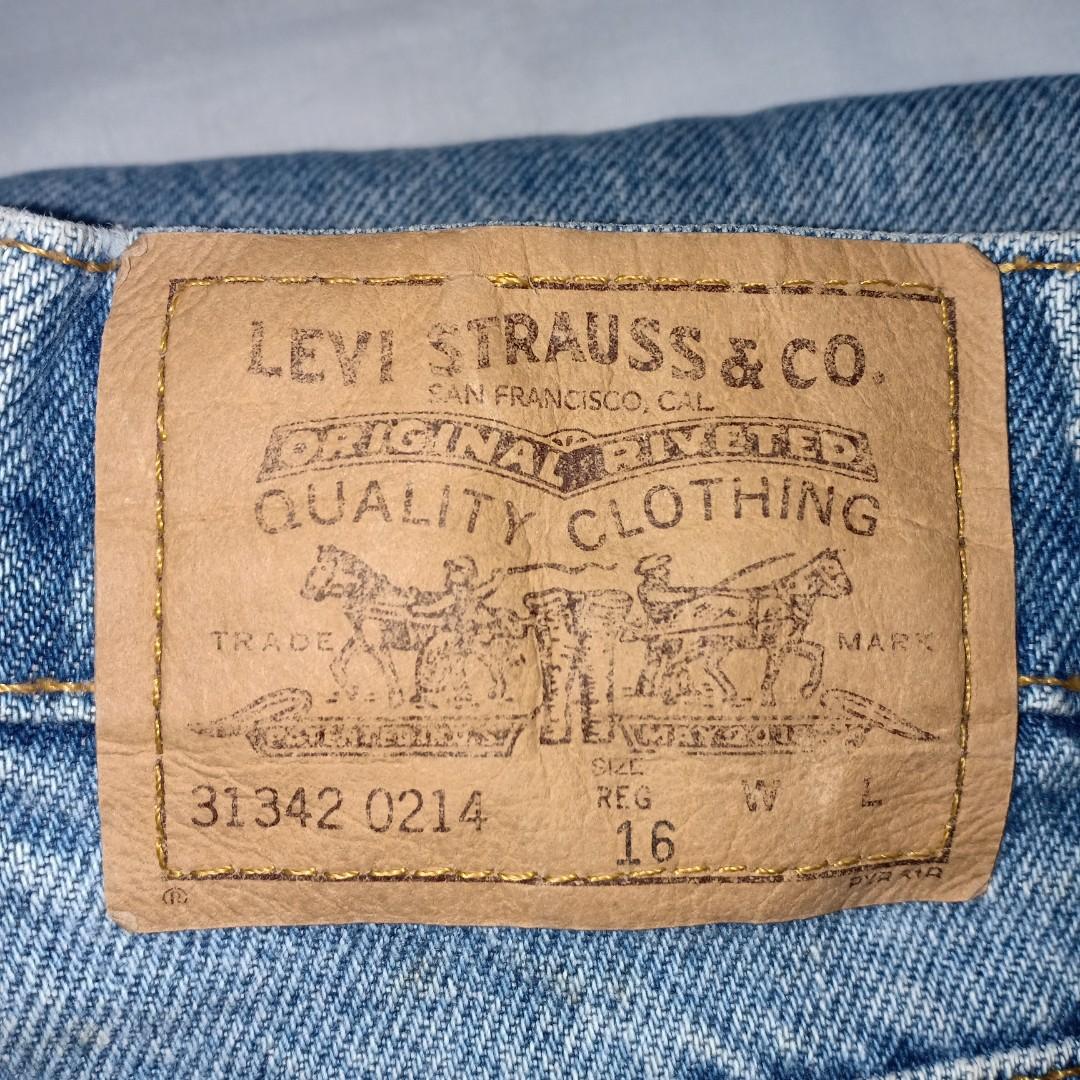 LEVI STRAUSS & CO.
SAN FRANCISCO, CAL.
ORIGINAL RIVETED
QUALITY CLOTHING
TRADE MARK
SIZE
31342 0214 REG W L
16
®